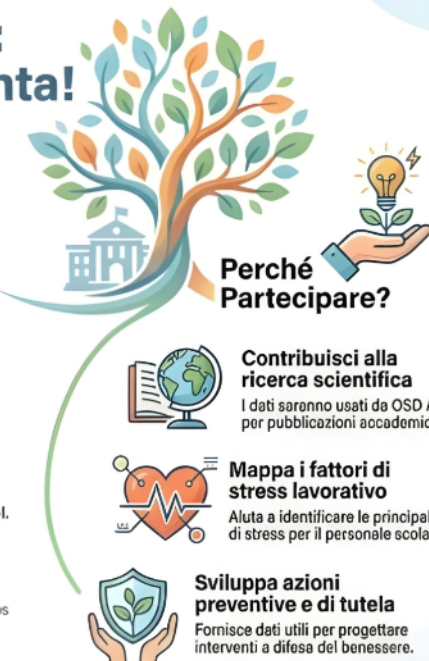 nta!
Perché
Partecipare?
Contribuisci alla
ricerca scientifica
I dati saranno usati da OSD A
per pubblicazioni accademic
Mappa i fattori di
stress lavorativo
Aiuta a identificare le principal
di stress per il personale scola
l.
Sviluppa azioni
preventive e di tutela
Fornisce dati utili per progettare
os
interventi a difesa del benessere.